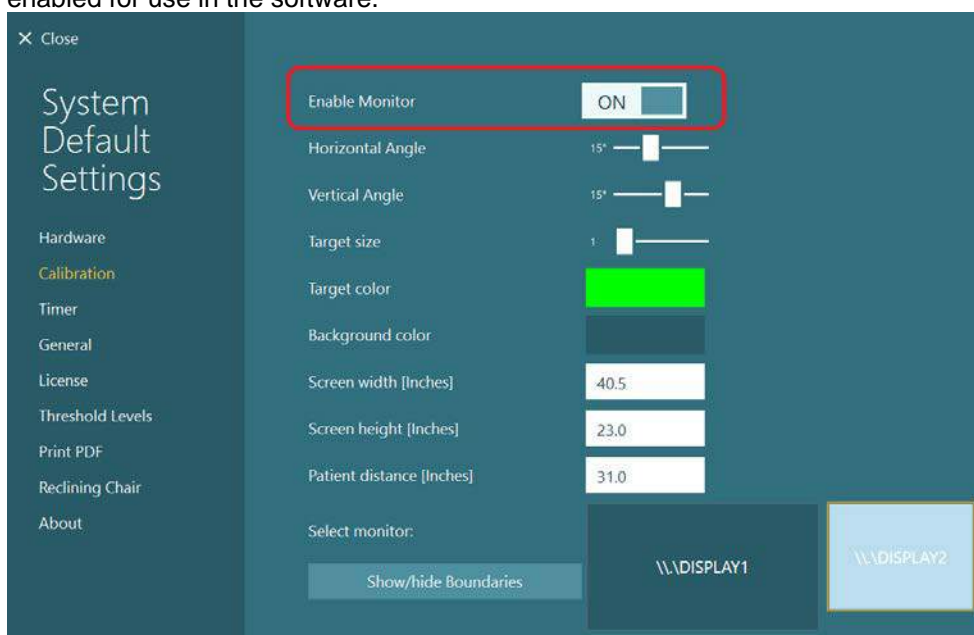 enabled for use in the software.
X Close
System
Default
Settings
Hardware
Calibration
Timer
General
License
Threshold Levels
Print PDF
Reclining Chair
About
Enable Monitor ON
Horizontal Angle 15°
Vertical Angle 15°
Target size 1
Target color
Background color
Screen width [Inches] 40.5
Screen height [Inches] 23.0
Patient distance [Inches] 31.0
Select monitor:
Show/hide Boundaries
\\.\DISPLAY1
\\.\DISPLAY2